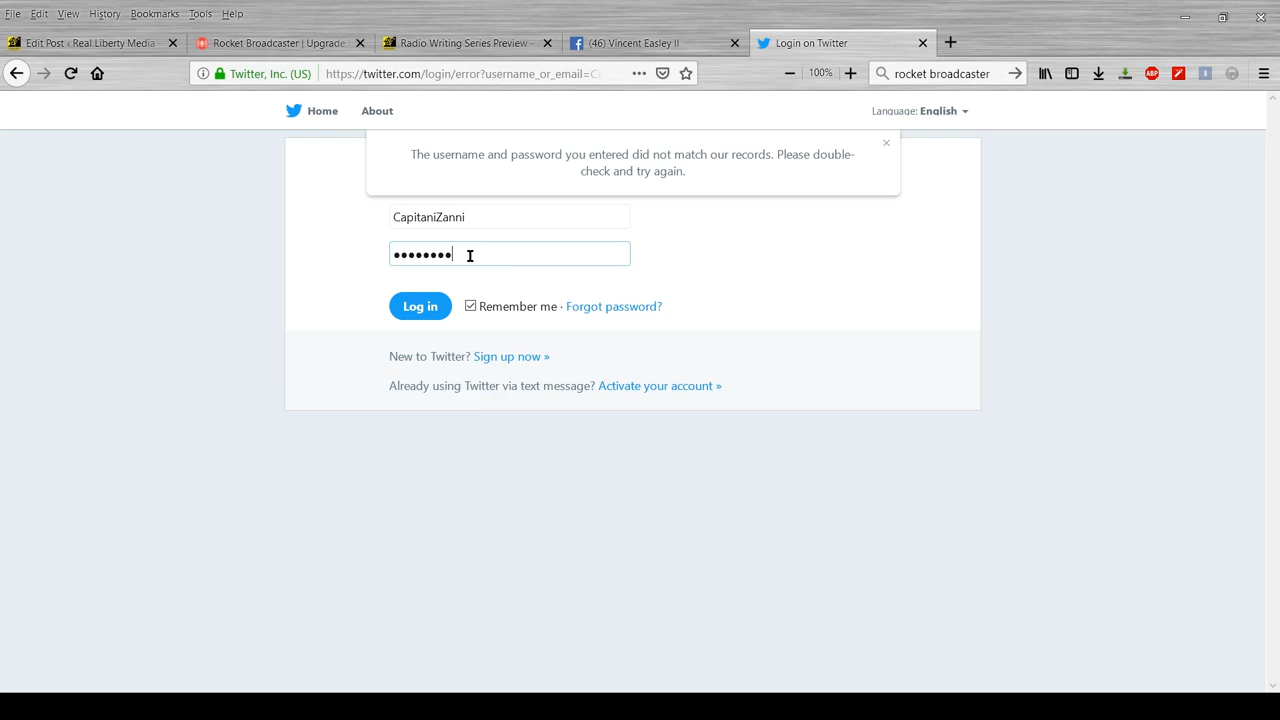 File Edit View History Bookmarks Tools Help
Edit Post ‹ Real Liberty Media —
Rocket Broadcaster | Upgrade
Radio Writing Series Preview –
(46) Vincent Easley II
Login on Twitter
Twitter, Inc. (US)
https://twitter.com/login/error?username_or_email=C
100%
rocket broadcaster
ABP
Home
About
Language: English
The username and password you entered did not match our records. Please double-
check and try again.
CapitaniZanni
Log in
Remember me · Forgot password?
New to Twitter? Sign up now »
Already using Twitter via text message? Activate your account »